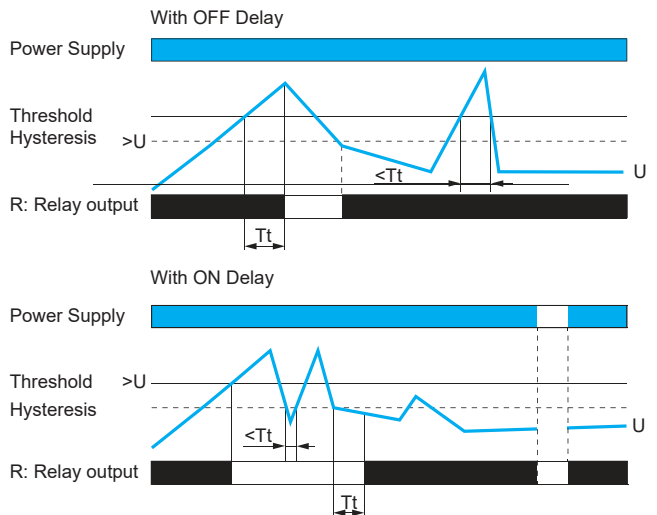 With OFF Delay
Power Supply
Threshold
Hysteresis
>U
<Tt
U
R: Relay output
Tt
With ON Delay
Power Supply
Threshold
>U
Hysteresis
U
<Tt
R: Relay output
Tt